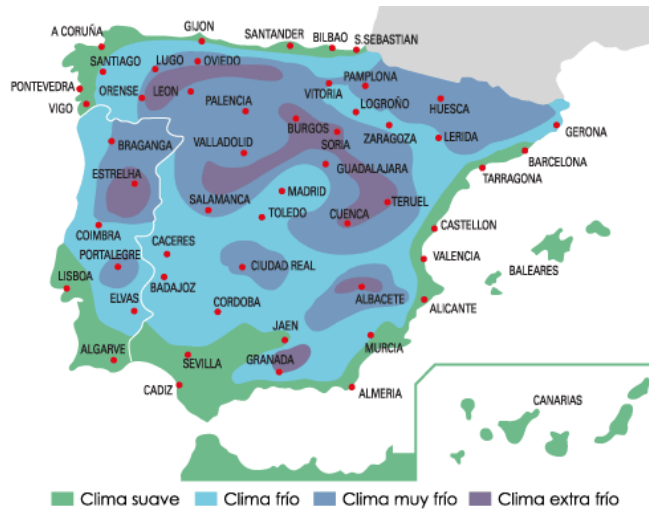 GIJON
A CORUÑA
SANTANDER
BILBAO
S.SEBASTIAN
SANTIAGO
LUGO
OVIEDO
PAMPLONA
PONTEVEDRA
ORENSE
LEON
VITORIA
HUESCA
VIGO
PALENCIA
LOGROÑO
BURGOS
ZARAGOZA
LERIDA
GERONA
BRAGANGA
VALLADOLID
SORIA
BARCELONA
ESTRELHA
GUADALAJARA
TARRAGONA
SALAMANCA
MADRID
TERUEL
TOLEDO
CUENCA
CASTELLON
COIMBRA
PORTALEGRE
CACERES
VALENCIA
LISBOA
CIUDAD REAL
BALEARES
BADAJOZ
ELVAS
CORDOBA
ALBACETE
ALICANTE
JAEN
MURCIA
ALGARVE
SEVILLA
GRANADA
CADIZ
ALMERIA
CANARIAS
Clima suave
Clima frío
Clima muy frío
Clima extra frío